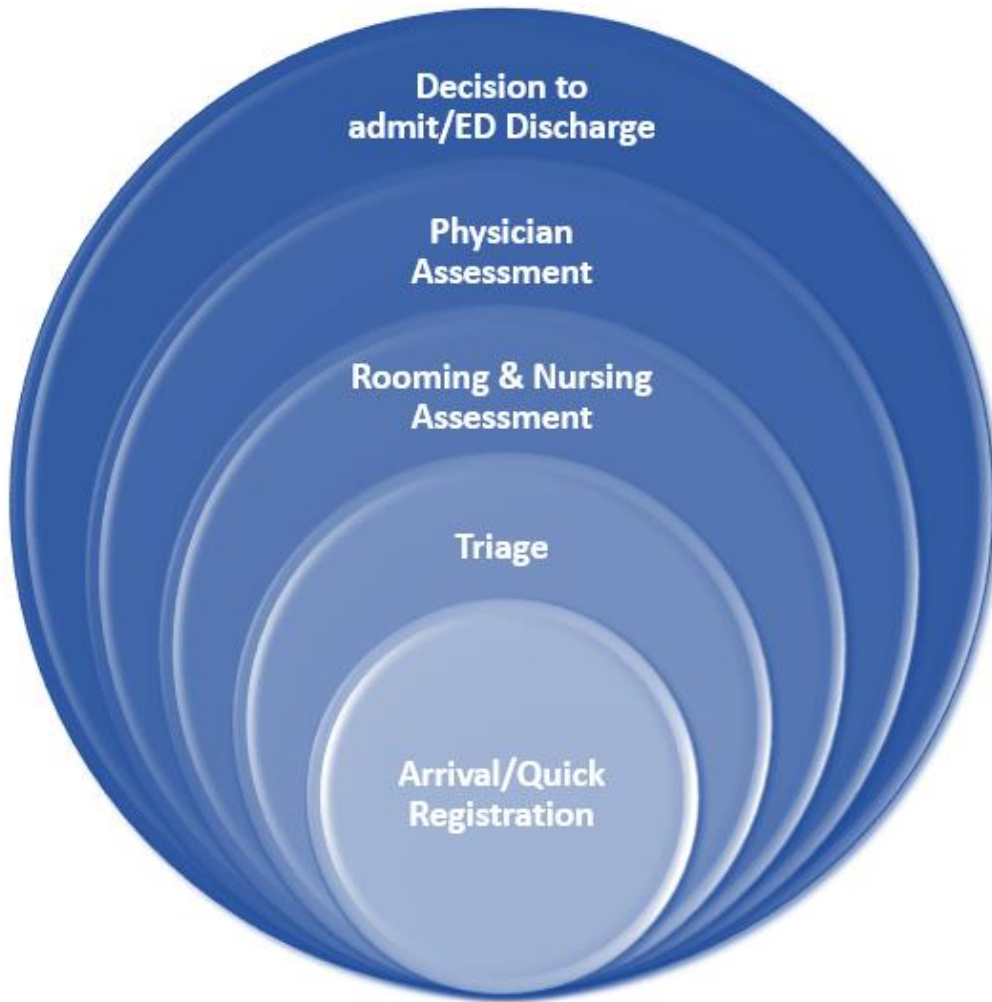 Decision to
admit/ED Discharge
Physician
Assessment
Rooming & Nursing
Assessment
Triage
Arrival/Quick
Registration